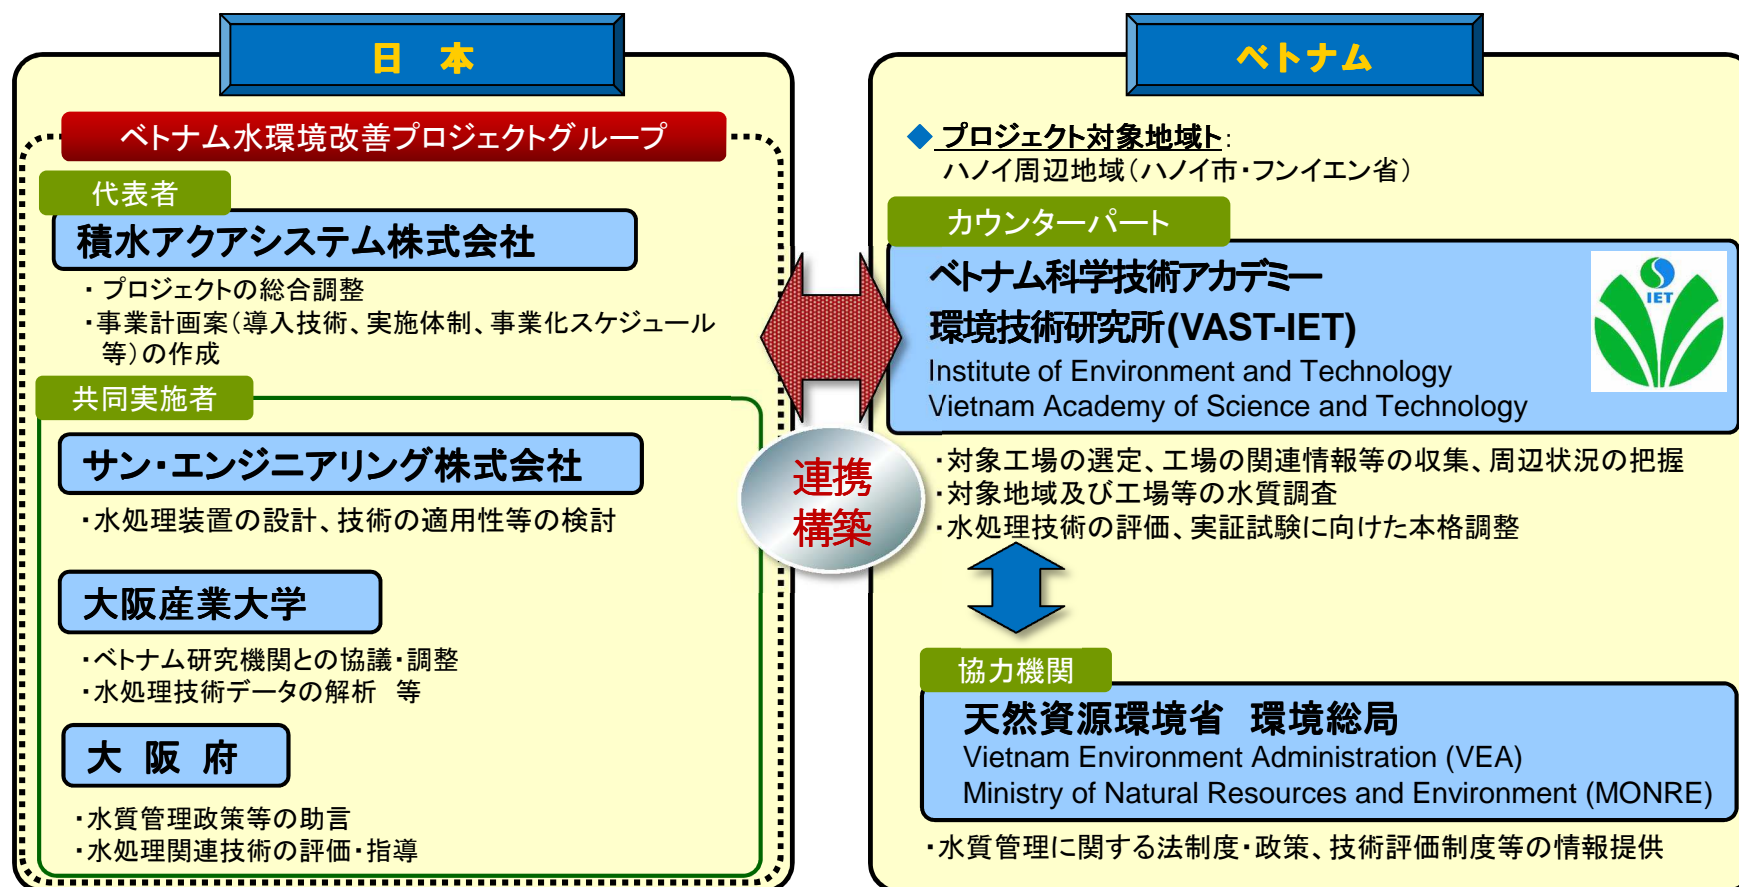 日 本
ベトナム水環境改善プロジェクトグループ
代表者
積水アクアシステム株式会社
・プロジェクトの総合調整
・事業計画案（導入技術、実施体制、事業化スケジュール
等）の作成
共同実施者
サン・エンジニアリング株式会社
・水処理装置の設計、技術の適用性等の検討
大阪産業大学
・ベトナム研究機関との協議・調整
・水処理技術データの解析 等
大 阪 府
・水質管理政策等の助言
・水処理関連技術の評価・指導
連携
構築
ベトナム
◆ プロジェクト対象地域ト:
ハノイ周辺地域（ハノイ市・フンイエン省）
カウンターパート
ベトナム科学技術アカデミー
環境技術研究所(VAST-IET)
Institute of Environment and Technology
Vietnam Academy of Science and Technology
IET
・対象工場の選定、工場の関連情報等の収集、周辺状況の把握
・対象地域及び工場等の水質調査
・水処理技術の評価、実証試験に向けた本格調整
協力機関
天然資源環境省 環境総局
Vietnam Environment Administration (VEA)
Ministry of Natural Resources and Environment (MONRE)
・水質管理に関する法制度・政策、技術評価制度等の情報提供